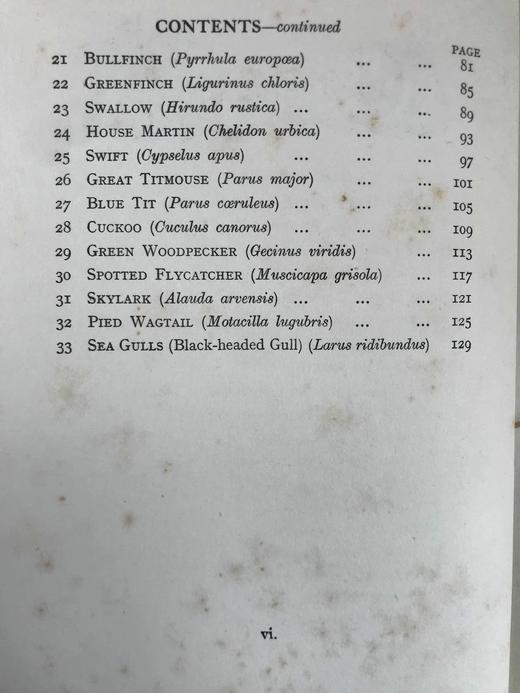 CONTENTS—continued
PAGE
21 BULLFINCH (Pyrrhula europœa) ... ... 81
22 GREENFINCH (Ligurinus chloris) ... ... 85
23 SWALLOW (Hirundo rustica) ... ... ... 89
24 HOUSE MARTIN (Chelidon urbica) ... ... 93
25 SWIFT (Cypselus apus) ... ... ... 97
26 GREAT TITMOUSE (Parus major) ... ... 101
27 BLUE TIT (Parus cœruleus) ... ... ... 105
28 CUCKOO (Cuculus canorus) ... ... ... 109
29 GREEN WOODPECKER (Gecinus viridis) ... 113
30 SPOTTED FLYCATCHER (Muscicapa grisola) ... 117
31 SKYLARK (Alauda arvensis) ... ... ... 121
32 PIED WAGTAIL (Motacilla lugubris) ... ... 125
33 SEA GULLS (Black-headed Gull) (Larus ridibundus) 129
vi.